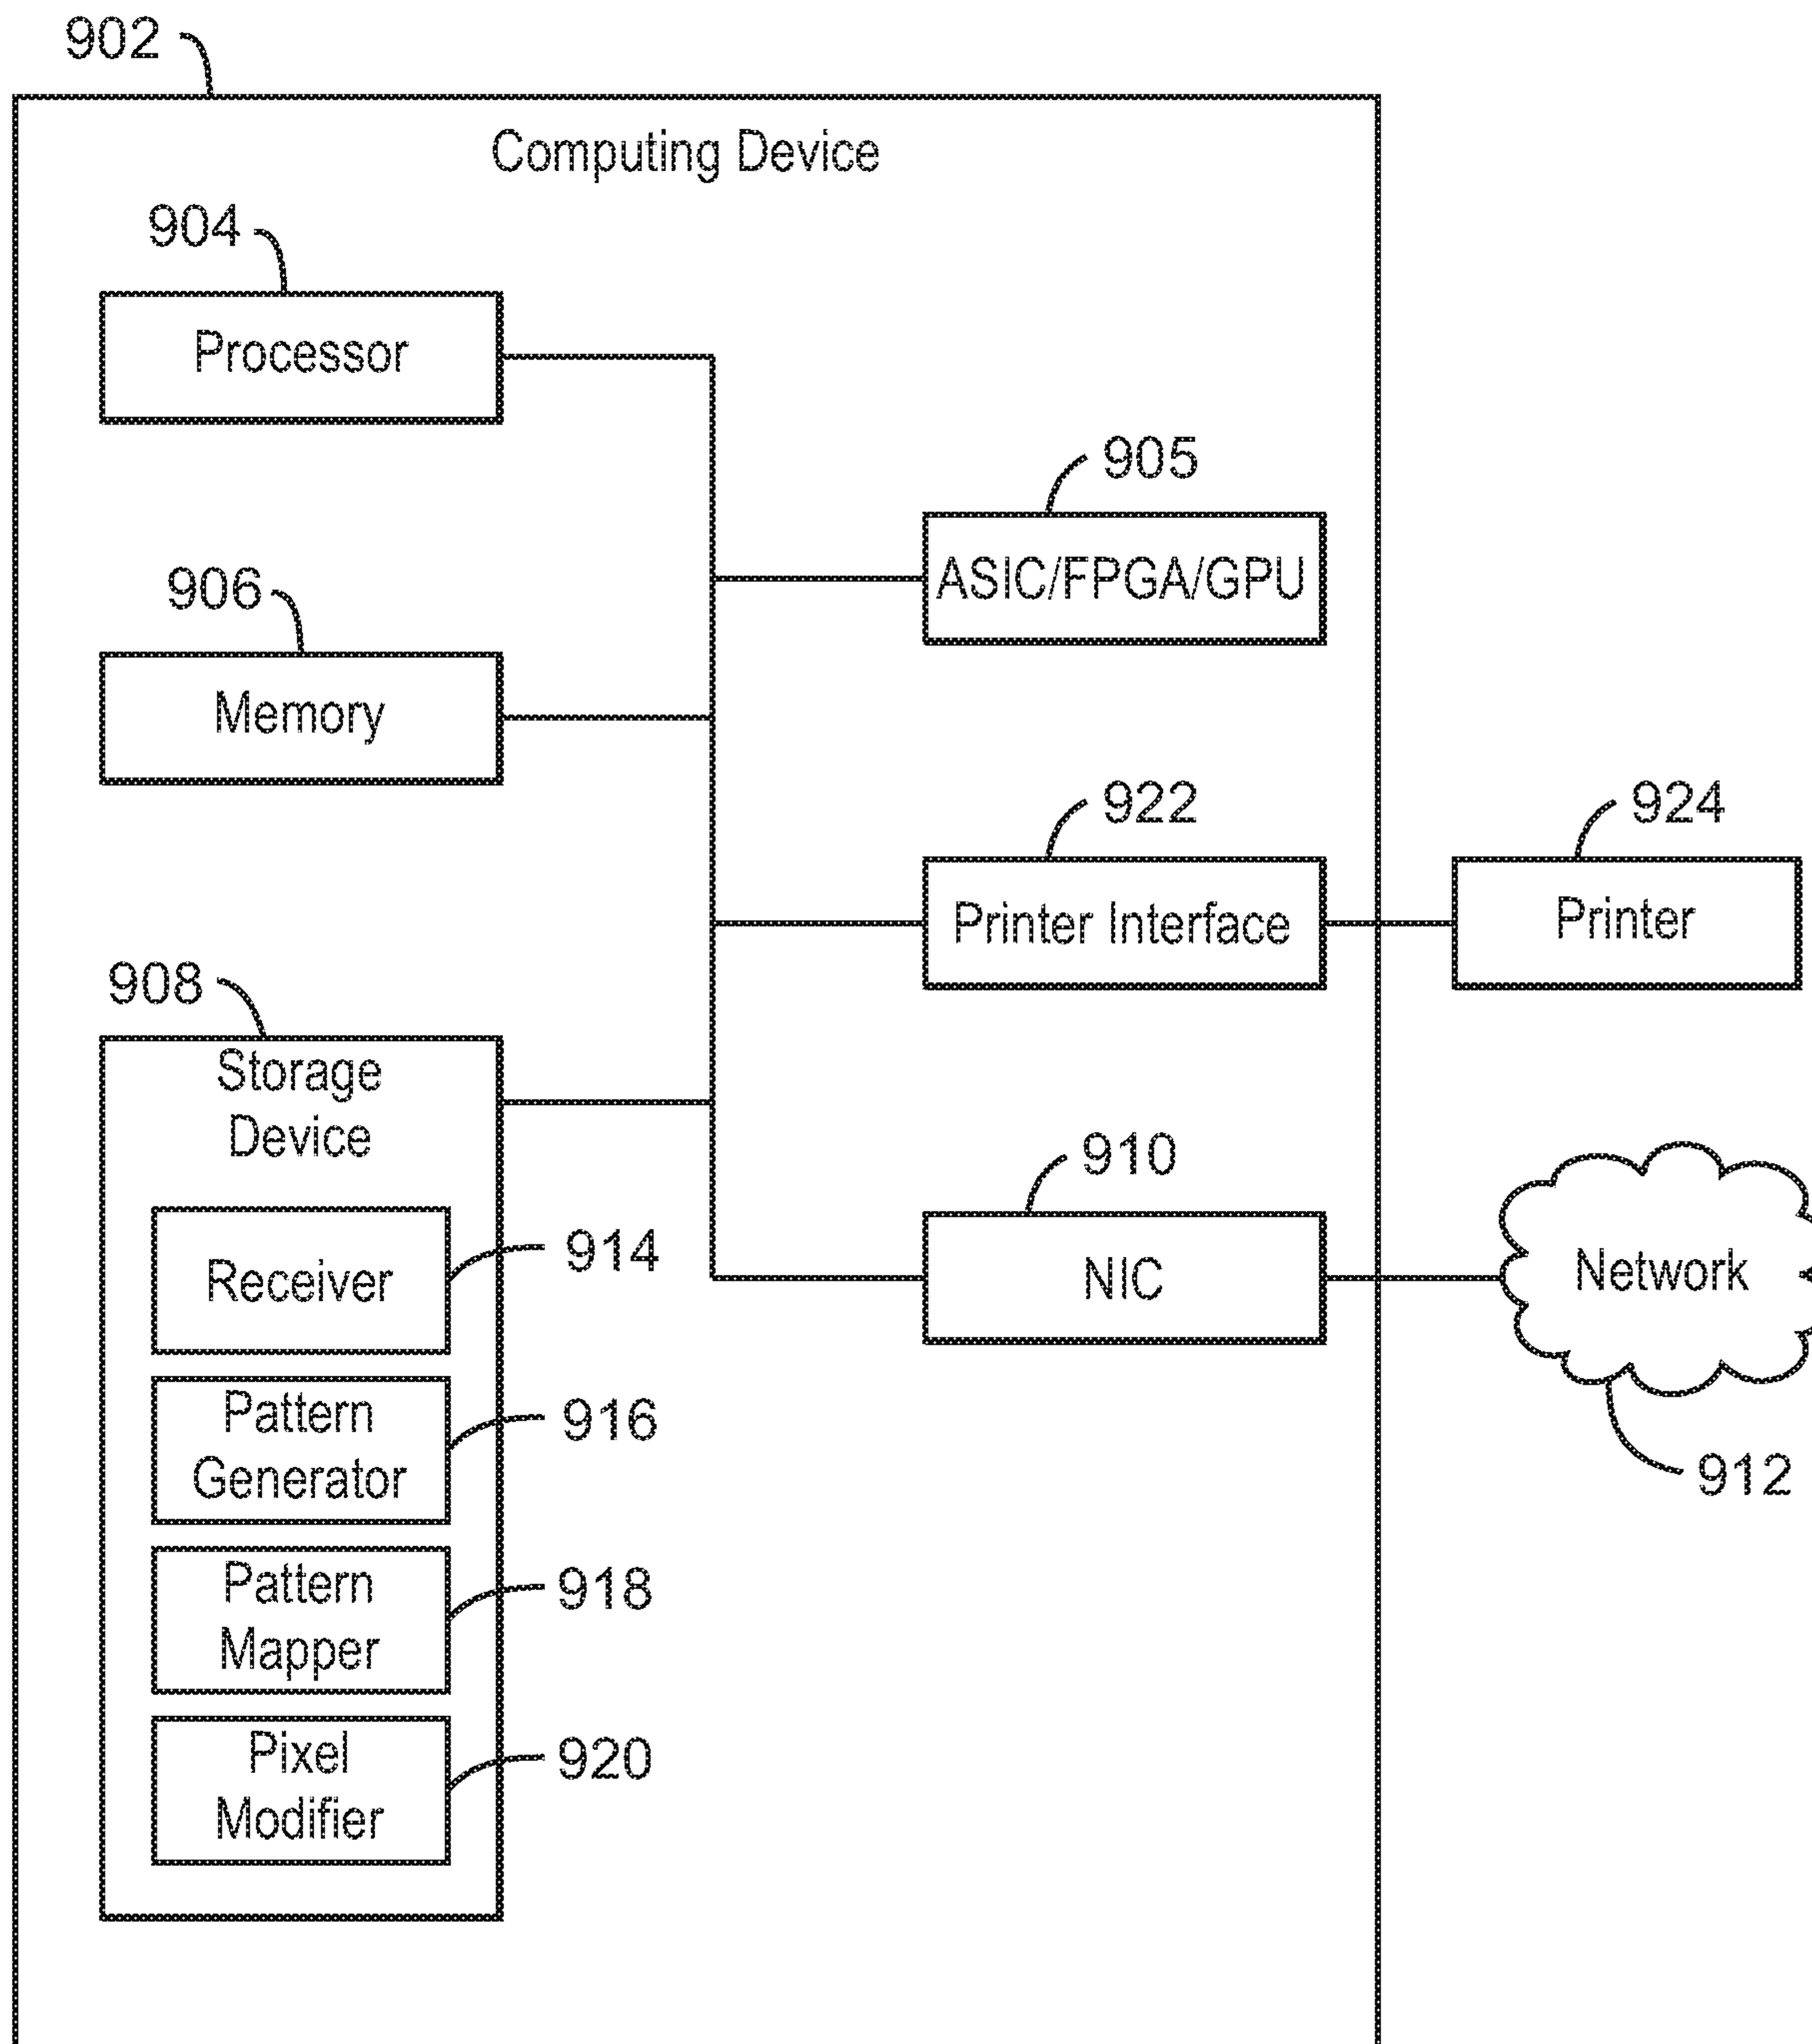 902
Computing Device
904
Processor
905
ASIC/FPGA/GPU
906
Memory
922
Printer Interface
924
Printer
908
Storage
Device
910
NIC
Network
912
Receiver
914
Pattern
Generator
916
Pattern
Mapper
918
Pixel
Modifier
920